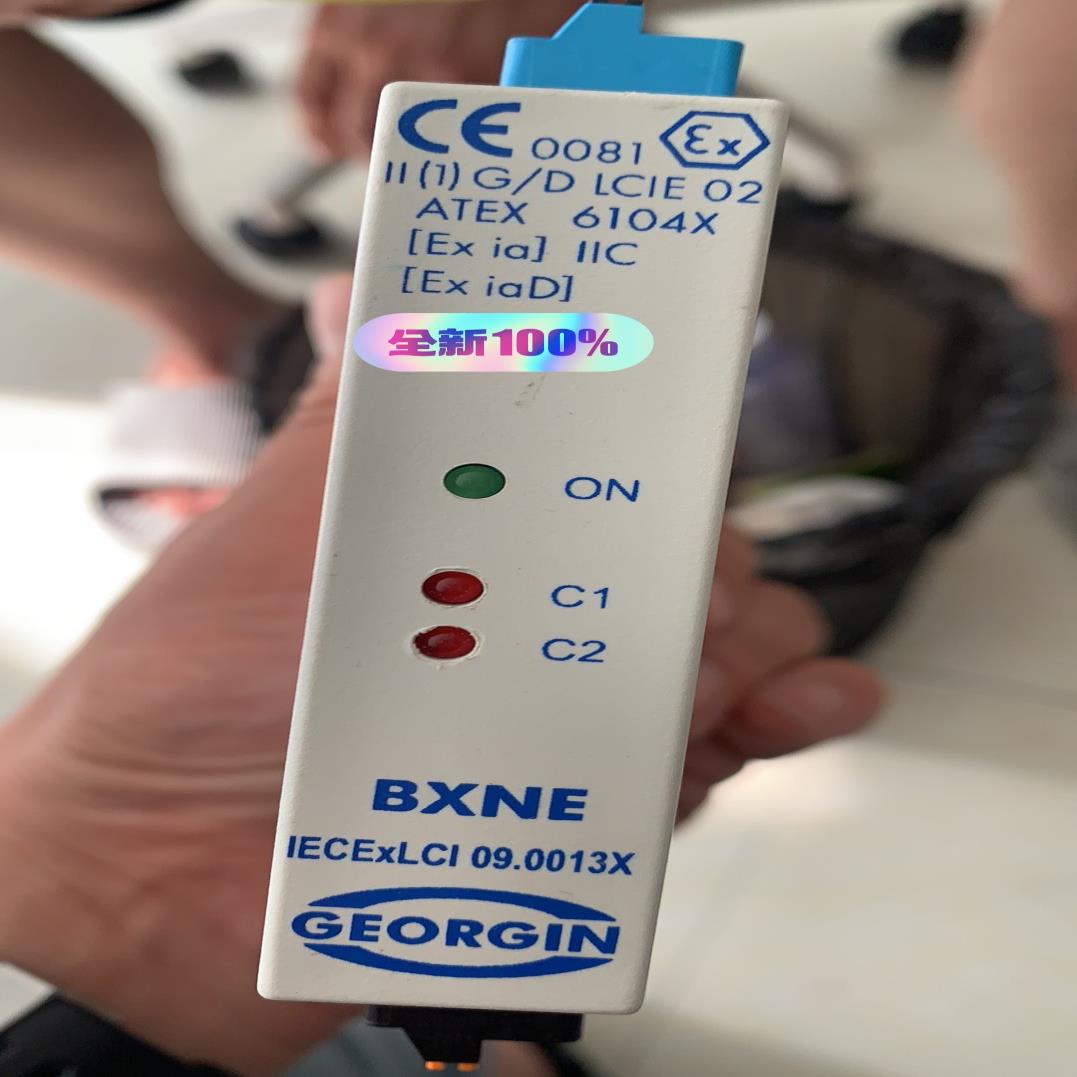 CE 0081 Ex
II (1) G/D LCIE 02
ATEX 6104X
[Ex ia] IIC
[Ex iaD]
全新100%
ON
C1
C2
BXNE
IECExLCI 09.0013X
GEORGIN